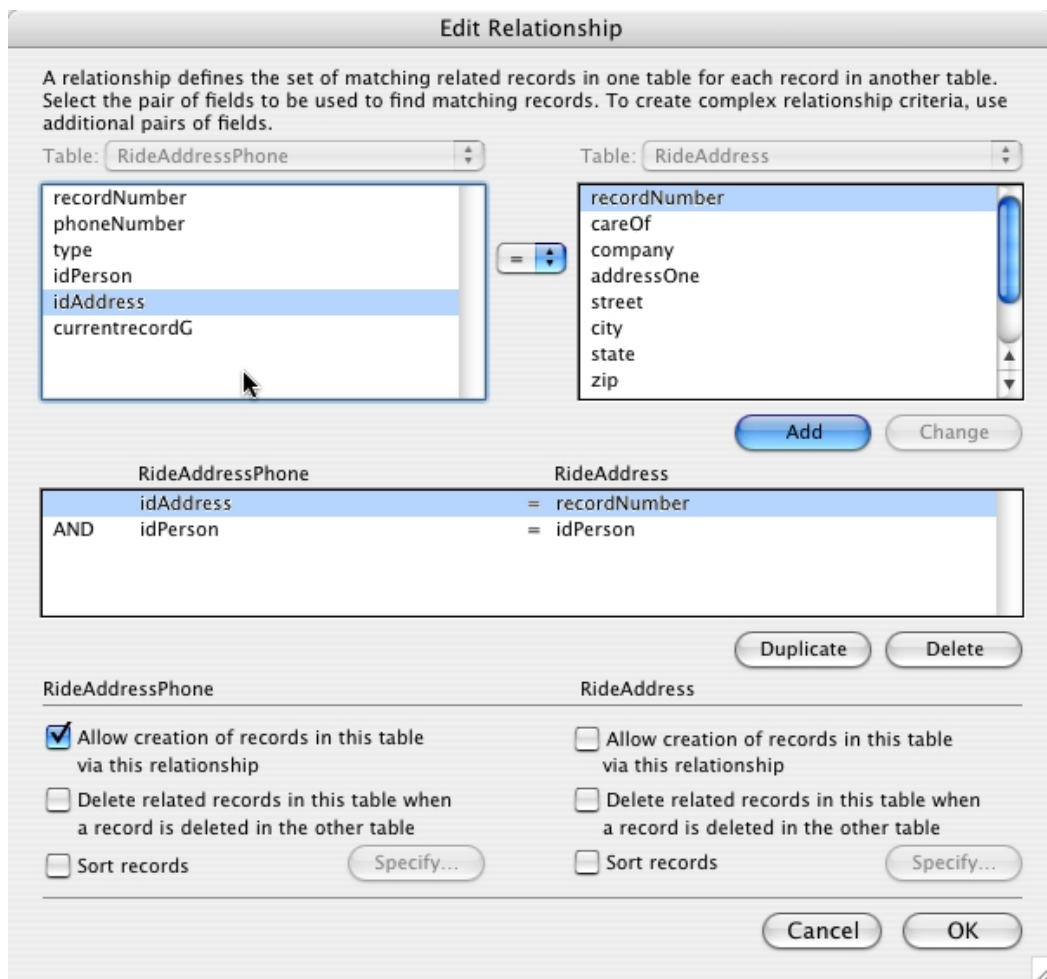 Edit Relationship
A relationship defines the set of matching related records in one table for each record in another table.
Select the pair of fields to be used to find matching records. To create complex relationship criteria, use
additional pairs of fields.
Table: RideAddressPhone
Table: RideAddress
recordNumber
phoneNumber
type
idPerson
idAddress
currentrecordG
=
recordNumber
careOf
company
addressOne
street
city
state
zip
Add
Change
RideAddressPhone
RideAddress
idAddress = recordNumber
AND idPerson = idPerson
Duplicate
Delete
RideAddressPhone
Allow creation of records in this table
via this relationship
Delete related records in this table when
a record is deleted in the other table
Sort records
Specify...
RideAddress
Allow creation of records in this table
via this relationship
Delete related records in this table when
a record is deleted in the other table
Sort records
Specify...
Cancel
OK